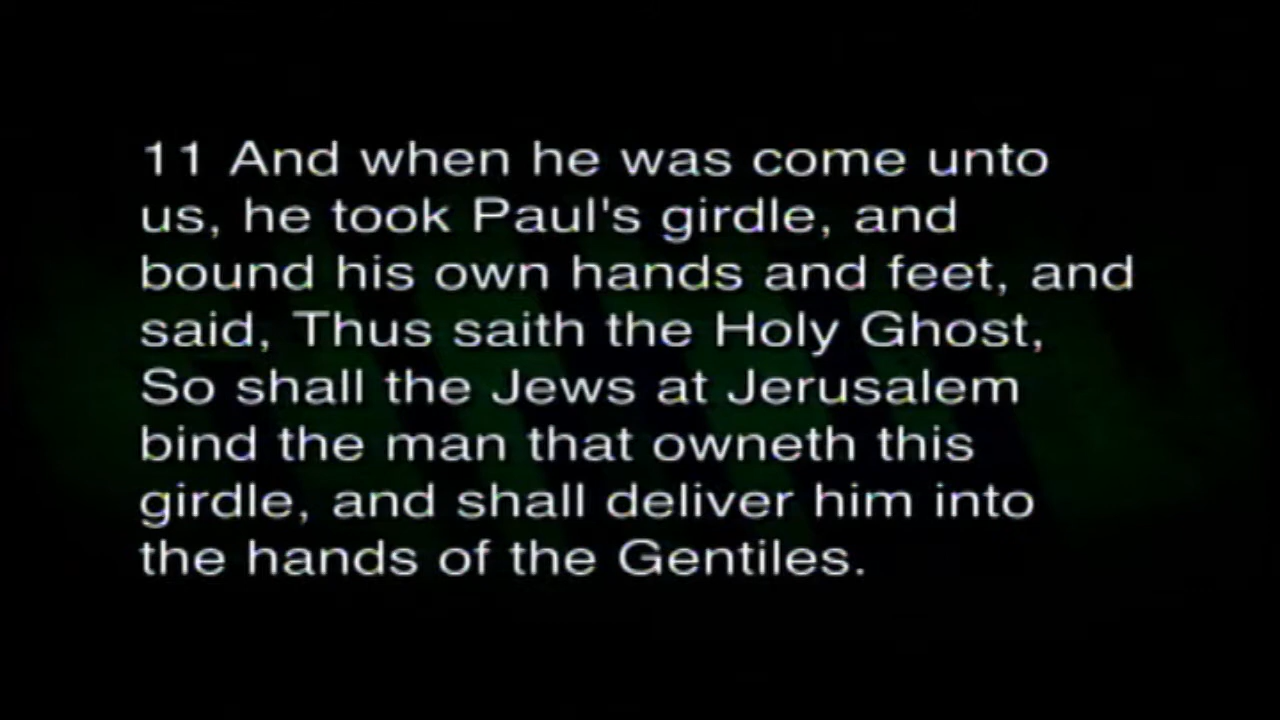 11 And when he was come unto
us, he took Paul's girdle, and
bound his own hands and feet, and
said, Thus saith the Holy Ghost,
So shall the Jews at Jerusalem
bind the man that owneth this
girdle, and shall deliver him into
the hands of the Gentiles.